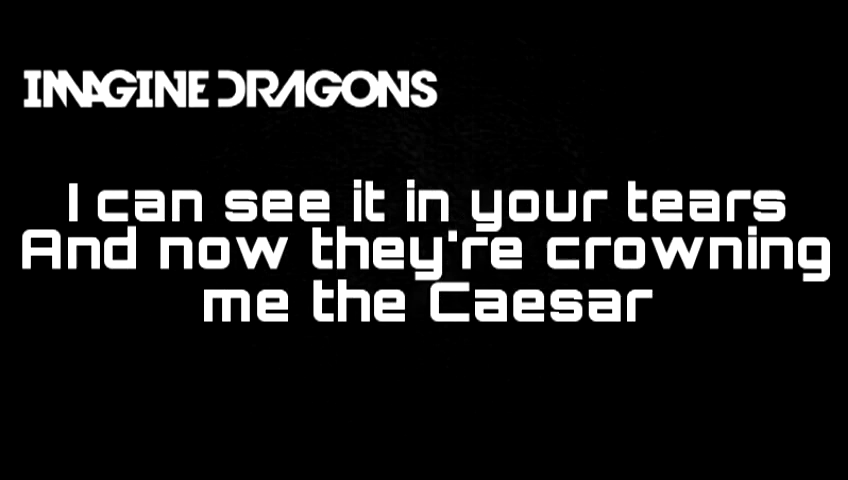 IMAGINE DRAGONS
I can see it in your tears
And now they're crowning
me the Caesar